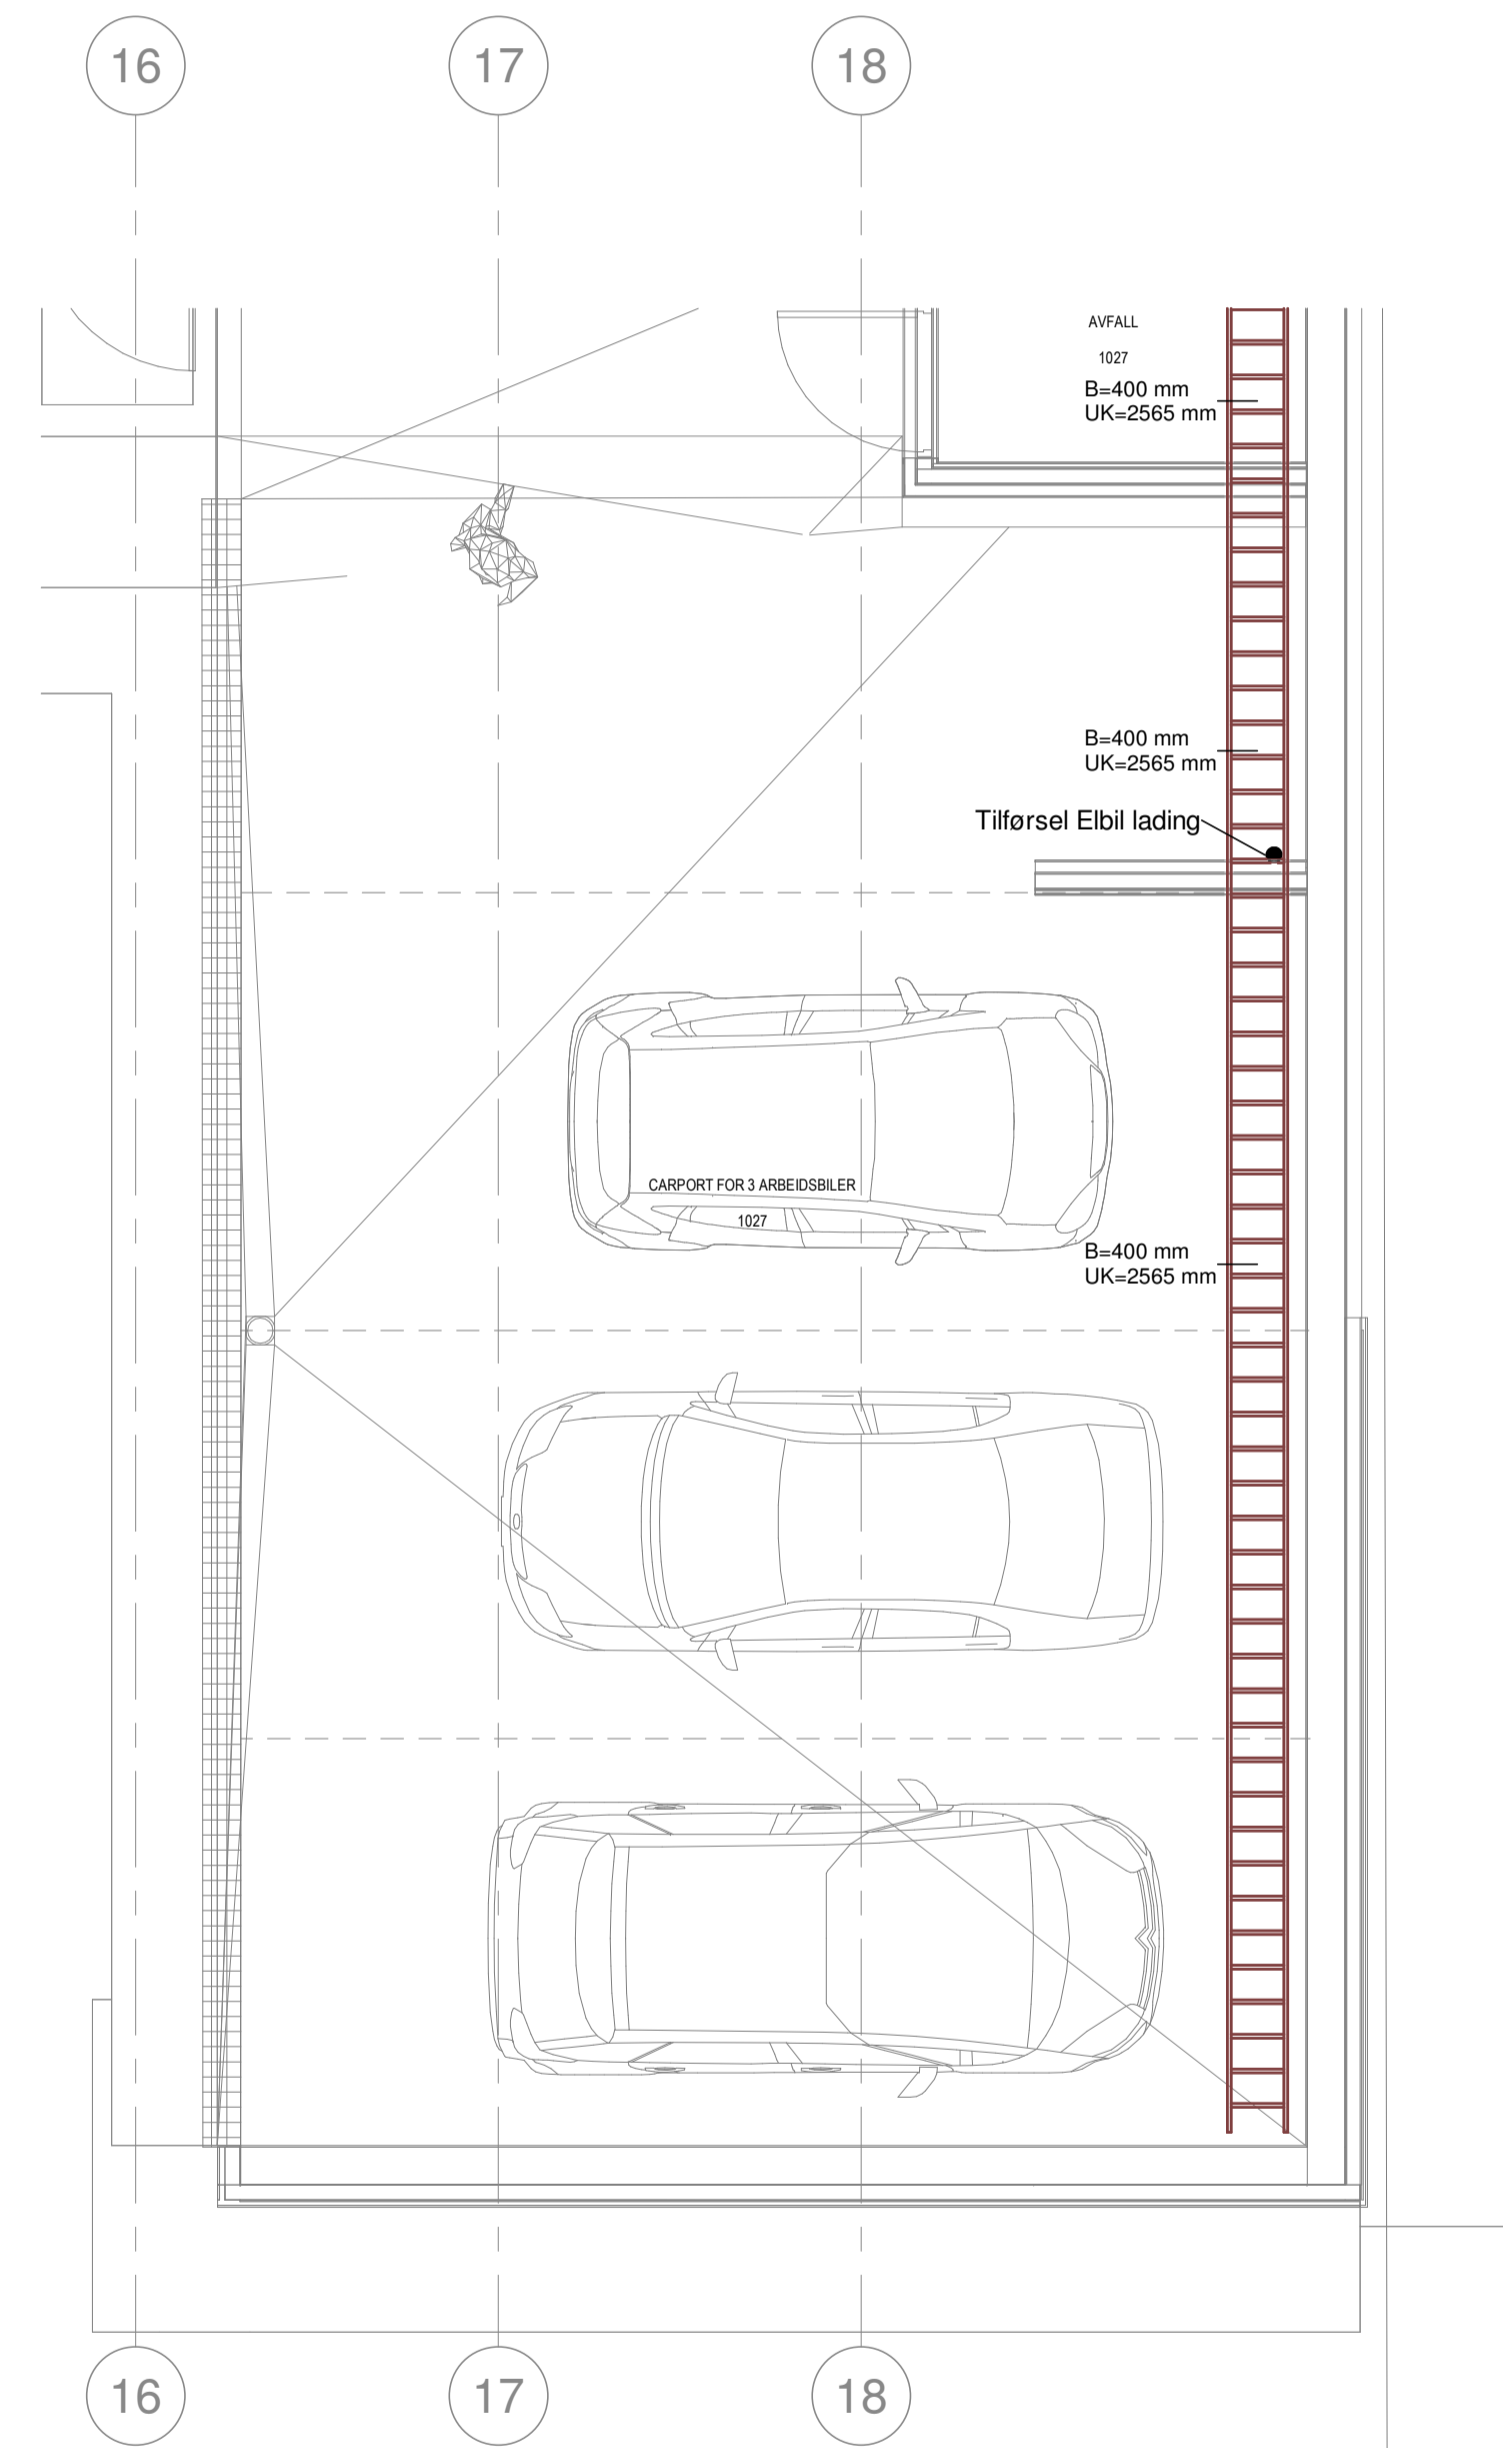 16
17
18
AVFALL
1027
B=400 mm
UK=2565 mm
B=400 mm
UK=2565 mm
Tilførsel Elbil lading
CARPORT FOR 3 ARBEIDSBILER
1027
B=400 mm
UK=2565 mm
16
17
18